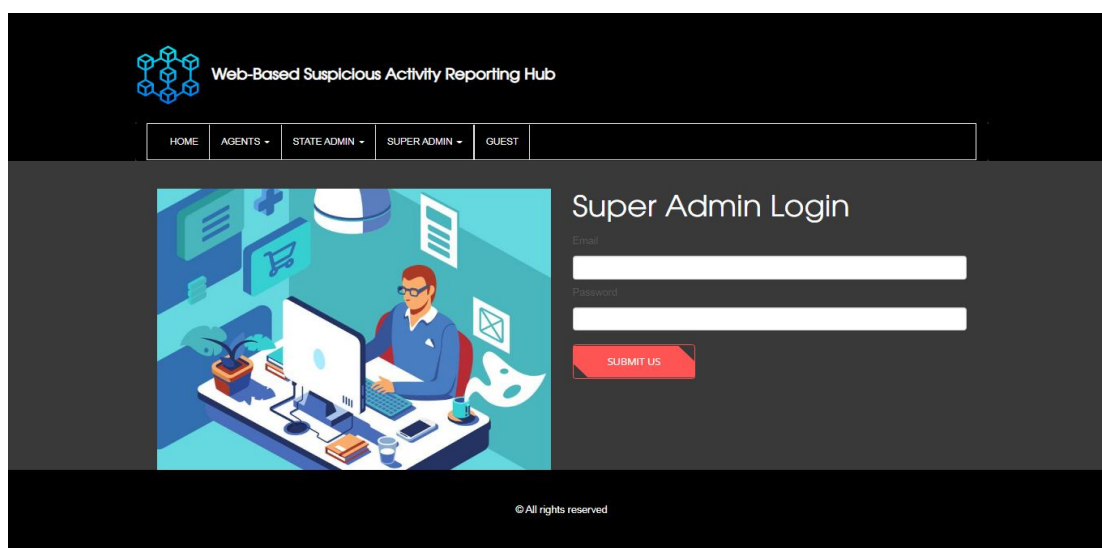 Web-Based Suspicious Activity Reporting Hub
HOME AGENTS STATE ADMIN SUPER ADMIN GUEST
Super Admin Login
Email
Password
SUBMIT US
© All rights reserved